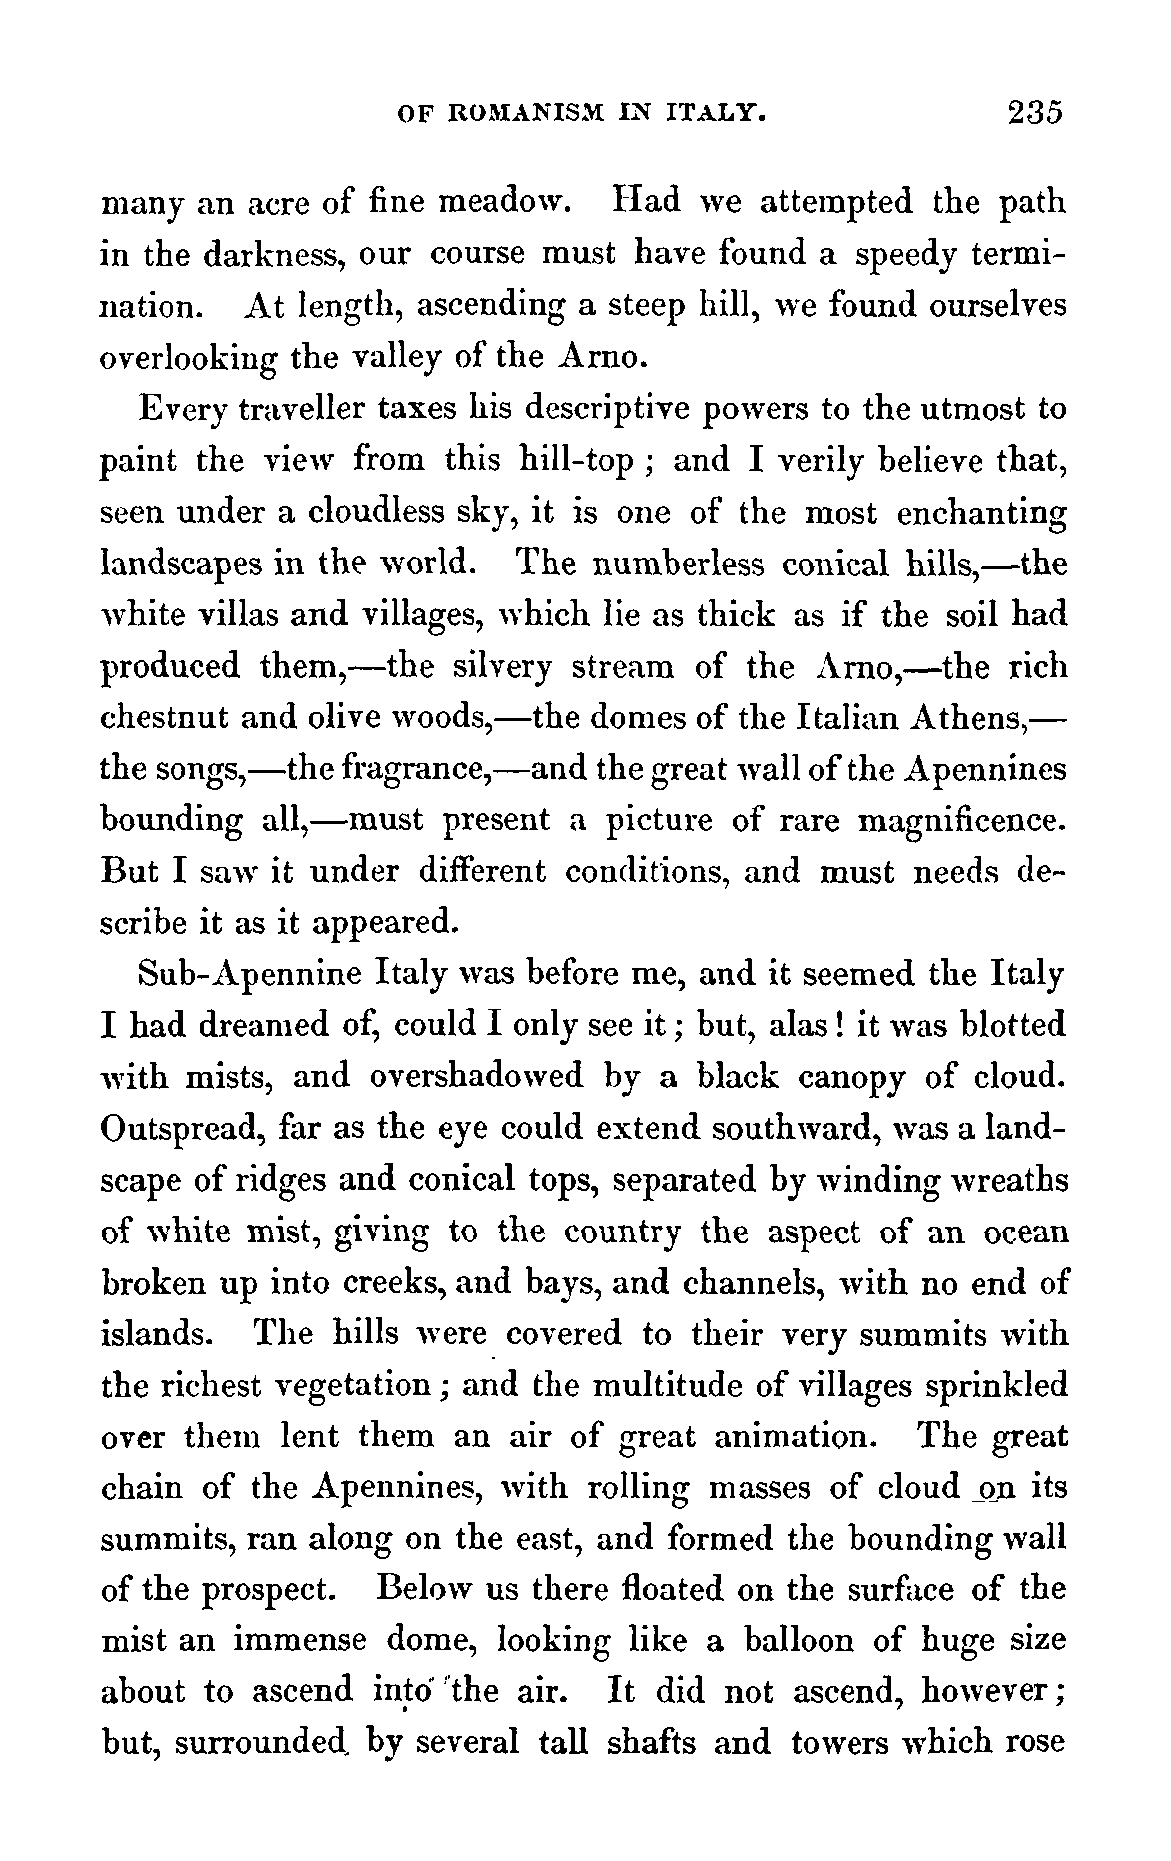 OF ROMANISM IN ITALY. 235
many an acre of fine meadow. Had we attempted the path
in the darkness, our course must have found a speedy termi-
nation. At length, ascending a steep hill, we found ourselves
overlooking the valley of the Arno.
Every traveller taxes his descriptive powers to the utmost to
paint the view from this hill-top ; and I verily believe that,
seen under a cloudless sky, it is one of the most enchanting
landscapes in the world. The numberless conical hills,—the
white villas and villages, which lie as thick as if the soil had
produced them,—the silvery stream of the Arno,—the rich
chestnut and olive woods,—the domes of the Italian Athens,—
the songs,—the fragrance,—and the great wall of the Apennines
bounding all,—must present a picture of rare magnificence.
But I saw it under different conditions, and must needs de-
scribe it as it appeared.
Sub-Apennine Italy was before me, and it seemed the Italy
I had dreamed of, could I only see it ; but, alas ! it was blotted
with mists, and overshadowed by a black canopy of cloud.
Outspread, far as the eye could extend southward, was a land-
scape of ridges and conical tops, separated by winding wreaths
of white mist, giving to the country the aspect of an ocean
broken up into creeks, and bays, and channels, with no end of
islands. The hills were covered to their very summits with
the richest vegetation ; and the multitude of villages sprinkled
over them lent them an air of great animation. The great
chain of the Apennines, with rolling masses of cloud on its
summits, ran along on the east, and formed the bounding wall
of the prospect. Below us there floated on the surface of the
mist an immense dome, looking like a balloon of huge size
about to ascend into the air. It did not ascend, however ;
but, surrounded by several tall shafts and towers which rose